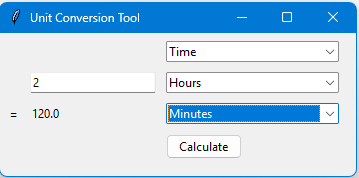 Unit Conversion Tool
Time
2 Hours
= 120.0 Minutes
Calculate